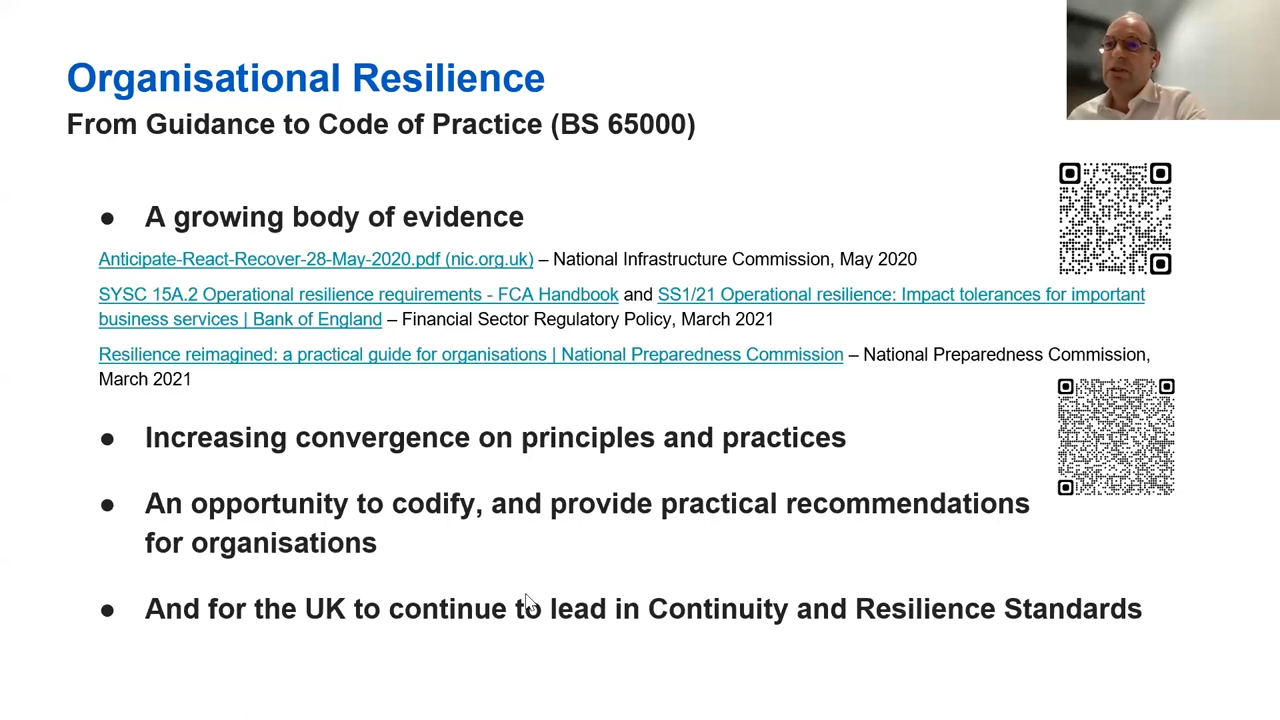 Organisational Resilience
From Guidance to Code of Practice (BS 65000)
● A growing body of evidence
Anticipate-React-Recover-28-May-2020.pdf (nic.org.uk) – National Infrastructure Commission, May 2020
SYSC 15A.2 Operational resilience requirements - FCA Handbook and SS1/21 Operational resilience: Impact tolerances for important
business services | Bank of England – Financial Sector Regulatory Policy, March 2021
Resilience reimagined: a practical guide for organisations | National Preparedness Commission – National Preparedness Commission,
March 2021
● Increasing convergence on principles and practices
● An opportunity to codify, and provide practical recommendations
for organisations
● And for the UK to continue to lead in Continuity and Resilience Standards